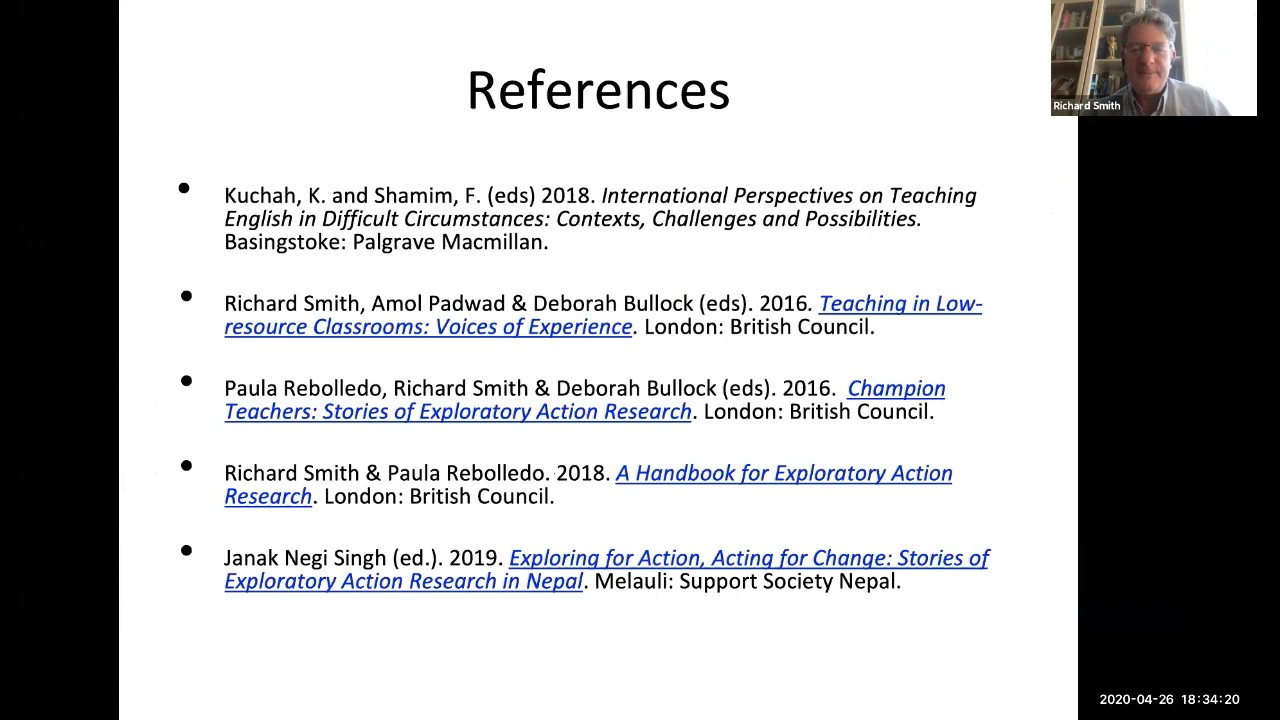 References
Kuchah, K. and Shamim, F. (eds) 2018. International Perspectives on Teaching
English in Difficult Circumstances: Contexts, Challenges and Possibilities.
Basingstoke: Palgrave Macmillan.
Richard Smith, Amol Padwad & Deborah Bullock (eds). 2016. Teaching in Low-
resource Classrooms: Voices of Experience. London: British Council.
Paula Rebolledo, Richard Smith & Deborah Bullock (eds). 2016. Champion
Teachers: Stories of Exploratory Action Research. London: British Council.
Richard Smith & Paula Rebolledo. 2018. A Handbook for Exploratory Action
Research. London: British Council.
Janak Negi Singh (ed.). 2019. Exploring for Action, Acting for Change: Stories of
Exploratory Action Research in Nepal. Melauli: Support Society Nepal.
Richard Smith
2020-04-26 18:34:20